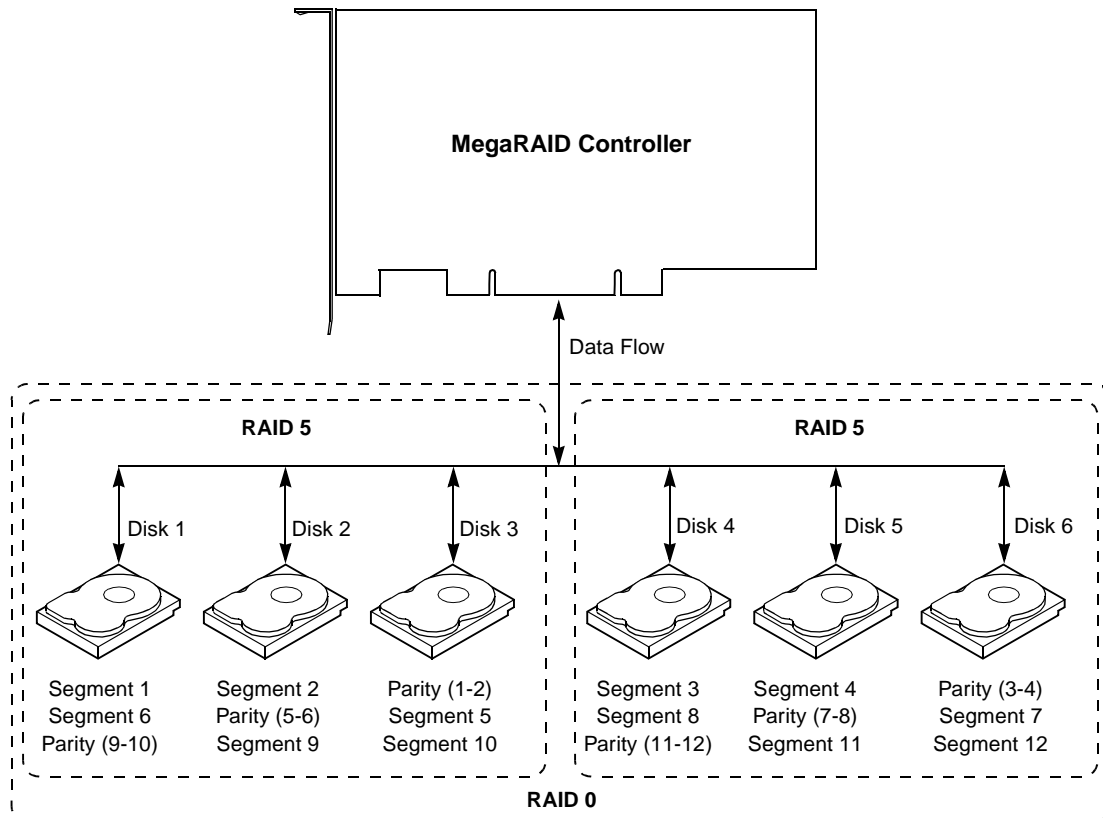 MegaRAID Controller
Data Flow
RAID 5
RAID 5
Disk 1
Disk 2
Disk 3
Disk 4
Disk 5
Disk 6
Segment 1
Segment 6
Parity (9-10)
Segment 2
Parity (5-6)
Segment 9
Parity (1-2)
Segment 5
Segment 10
Segment 3
Segment 8
Parity (11-12)
Segment 4
Parity (7-8)
Segment 11
Parity (3-4)
Segment 7
Segment 12
RAID 0